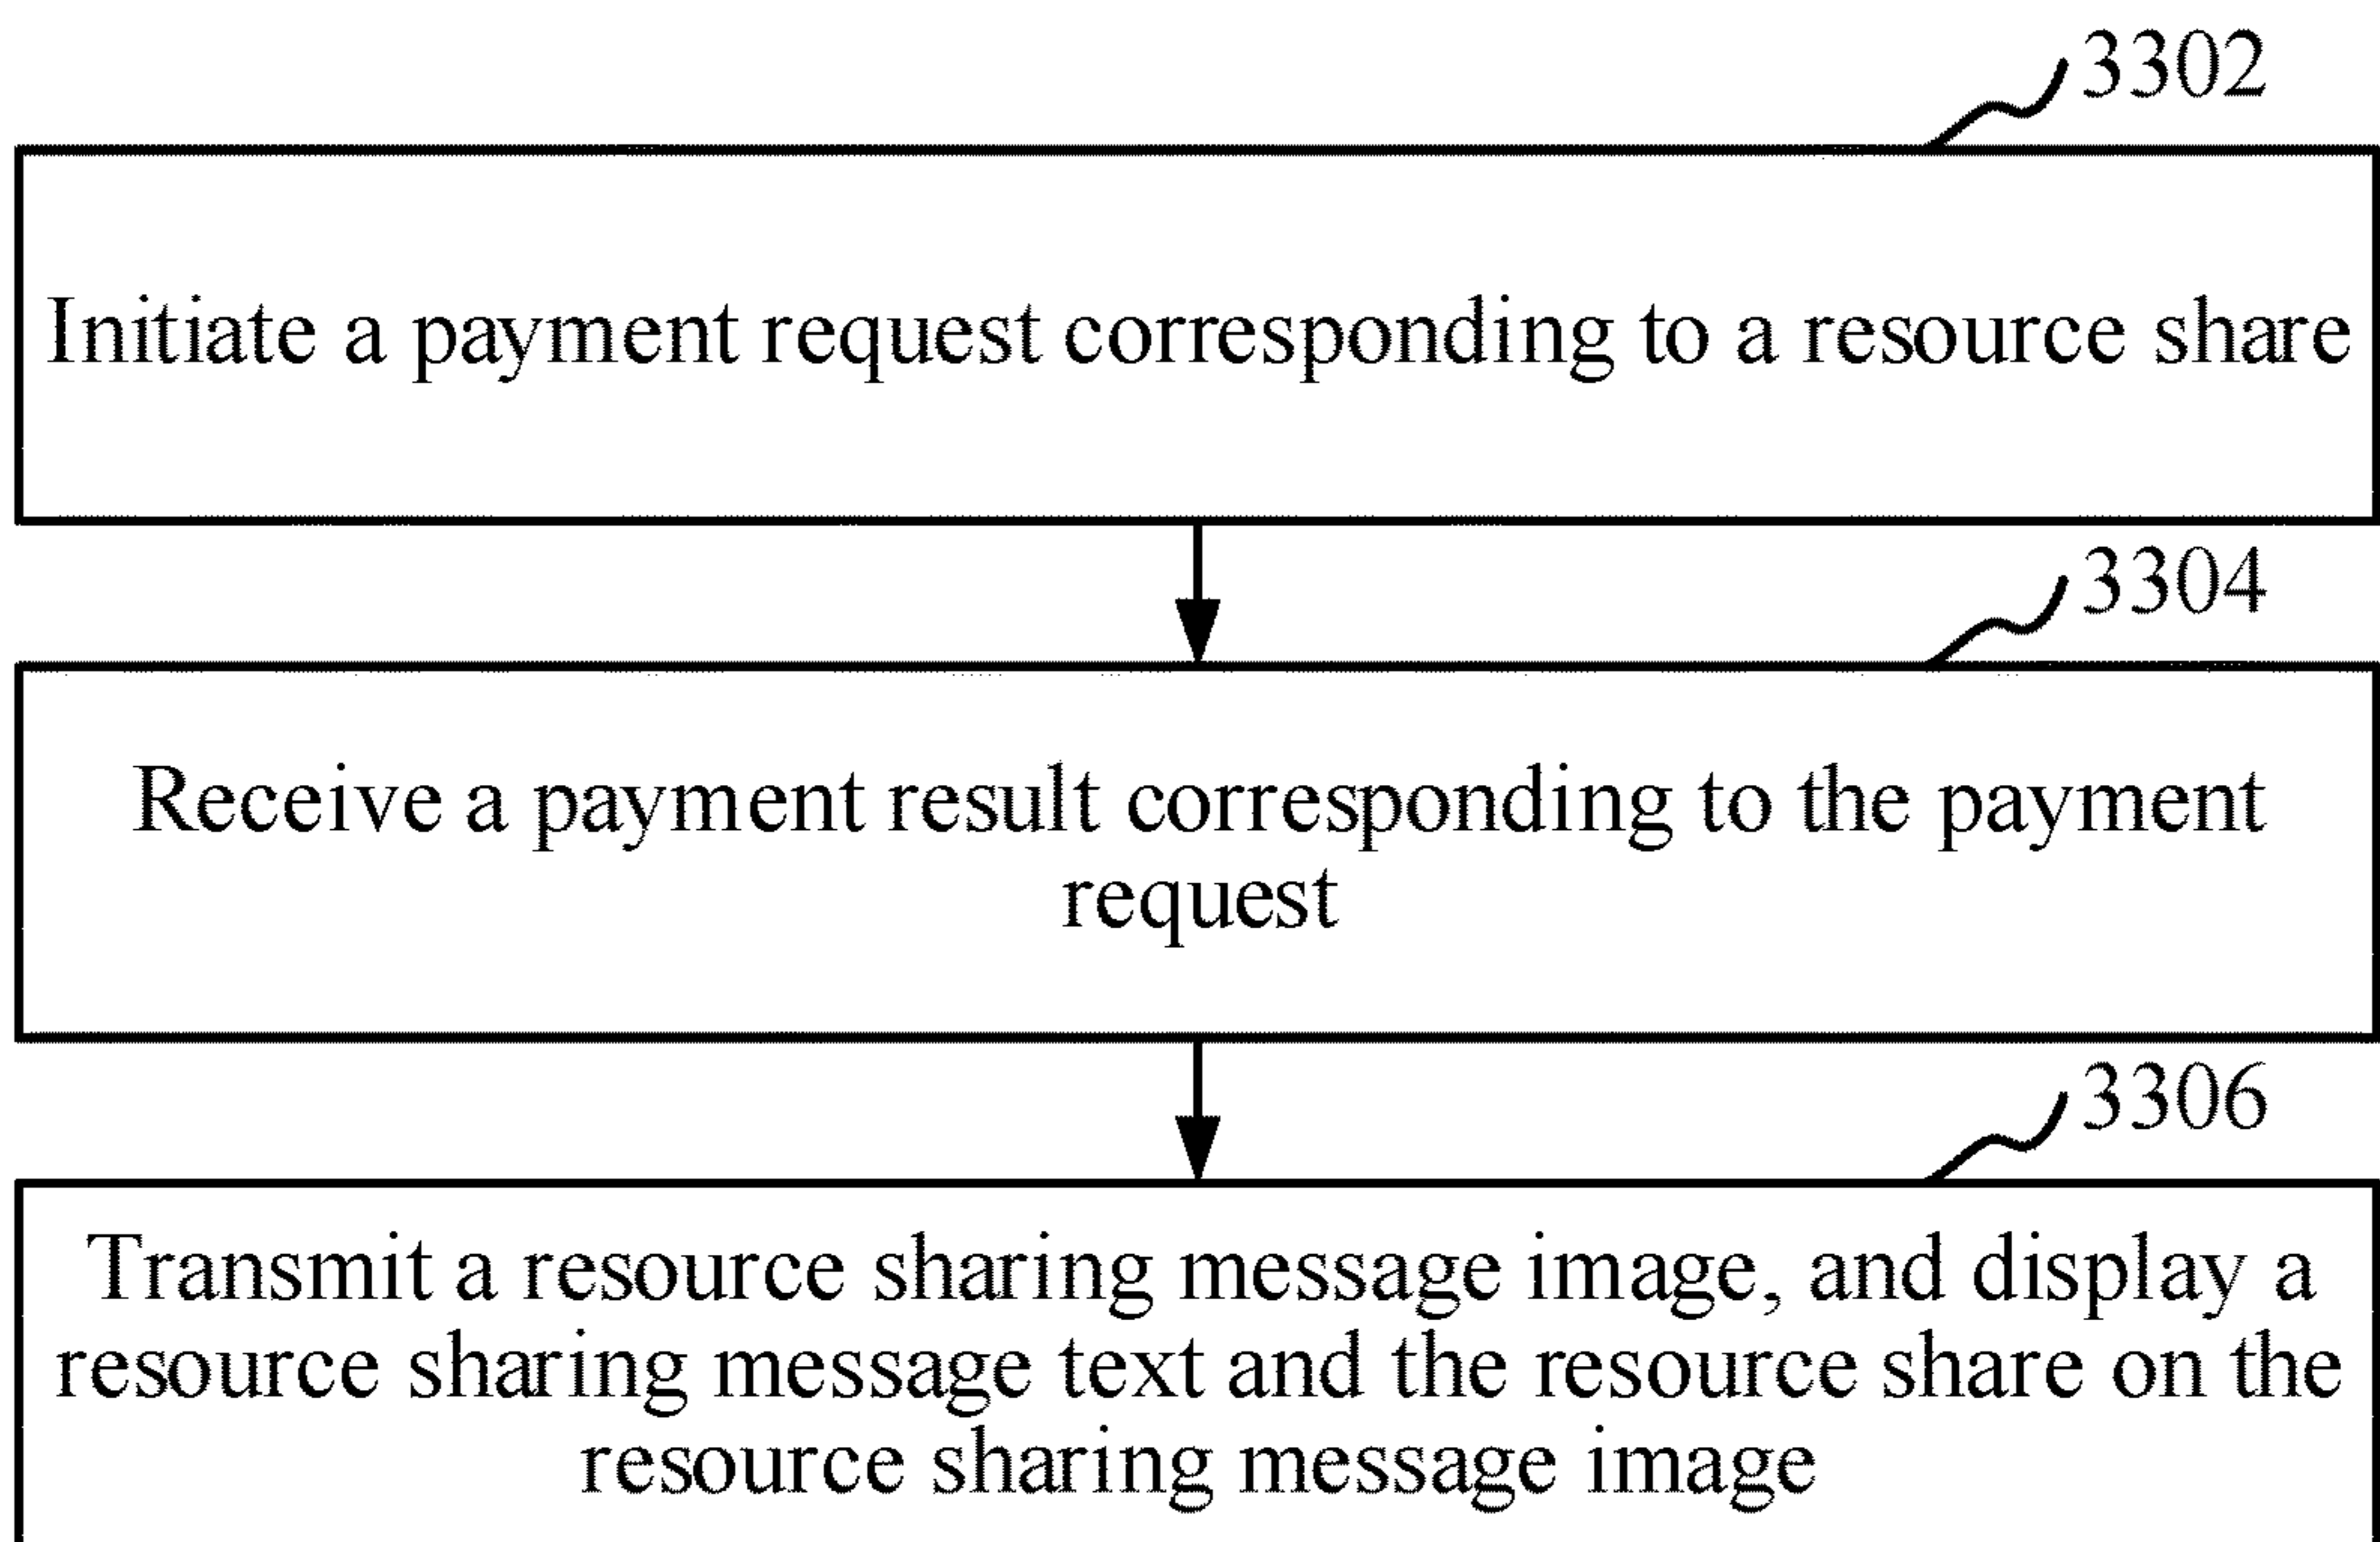 3302
Initiate a payment request corresponding to a resource share
3304
Receive a payment result corresponding to the payment
request
3306
Transmit a resource sharing message image, and display a
resource sharing message text and the resource share on the
resource sharing message image